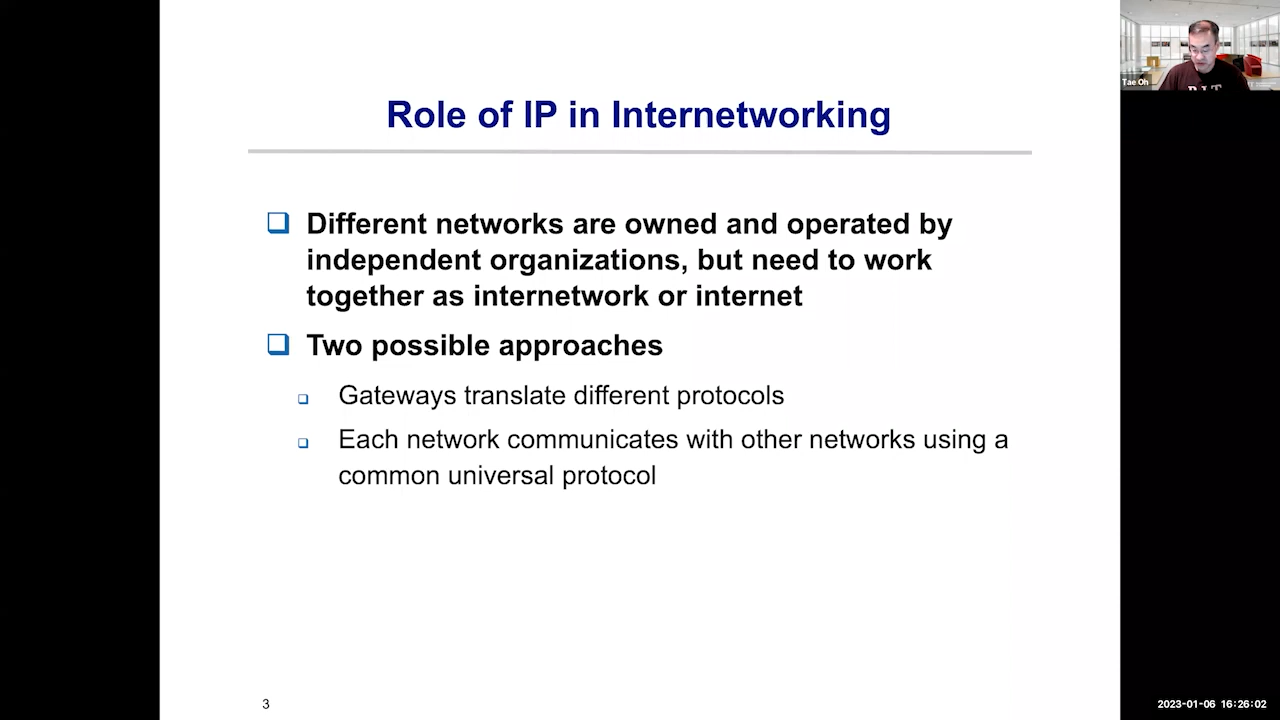 Role of IP in Internetworking
Different networks are owned and operated by
independent organizations, but need to work
together as internetwork or internet
Two possible approaches
Gateways translate different protocols
Each network communicates with other networks using a
common universal protocol
3
Tae Oh
2023-01-06 16:26:02